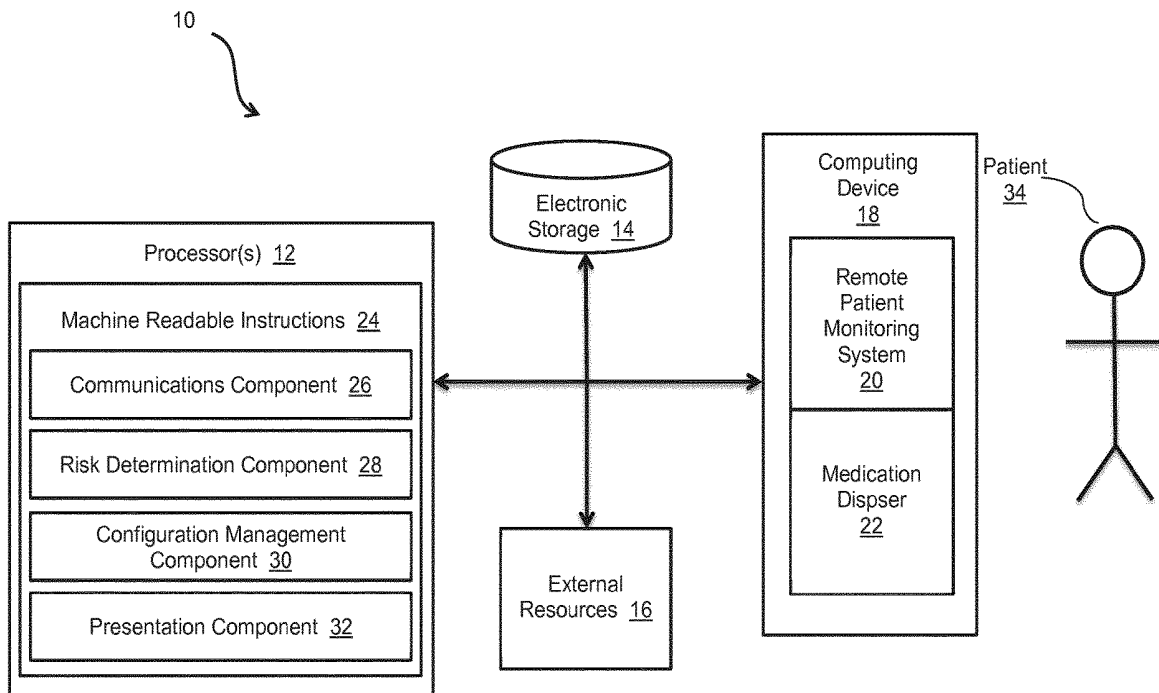 10
Processor(s) 12
Machine Readable Instructions 24
Communications Component 26
Risk Determination Component 28
Configuration Management
Component 30
Presentation Component 32
Electronic
Storage 14
External
Resources 16
Computing
Device
18
Remote
Patient
Monitoring
System
20
Medication
Dispser
22
Patient
34